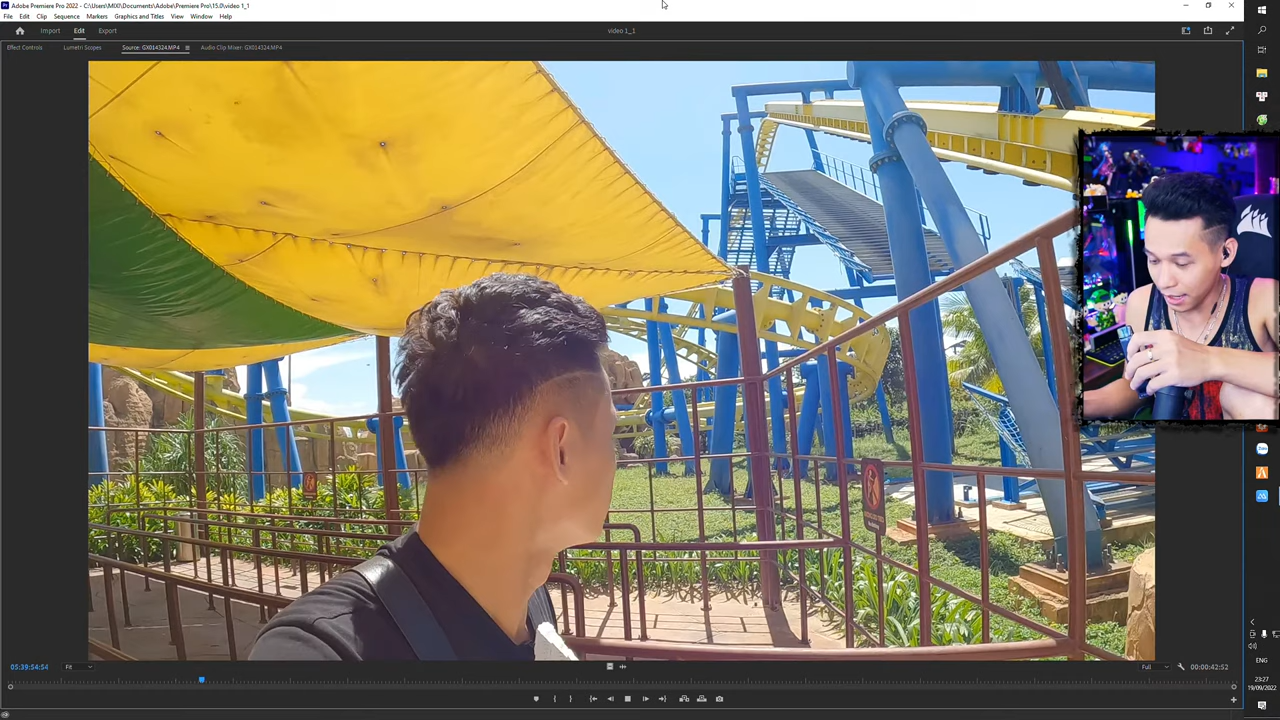 Adobe Premiere Pro 2022 - C:\Users\MIXI\Documents\Adobe\Premiere Pro\15.0\video 1_1
File Edit Clip Sequence Markers Graphics and Titles View Window Help
Import Edit Export video 1_1
Effect Controls Lumetri Scopes Source: GX014324.MP4 Audio Clip Mixer: GX014324.MP4
CORSAIR
05:39:54:54 Fit Full 00:00:42:52
ENG
23:27
19/09/2022